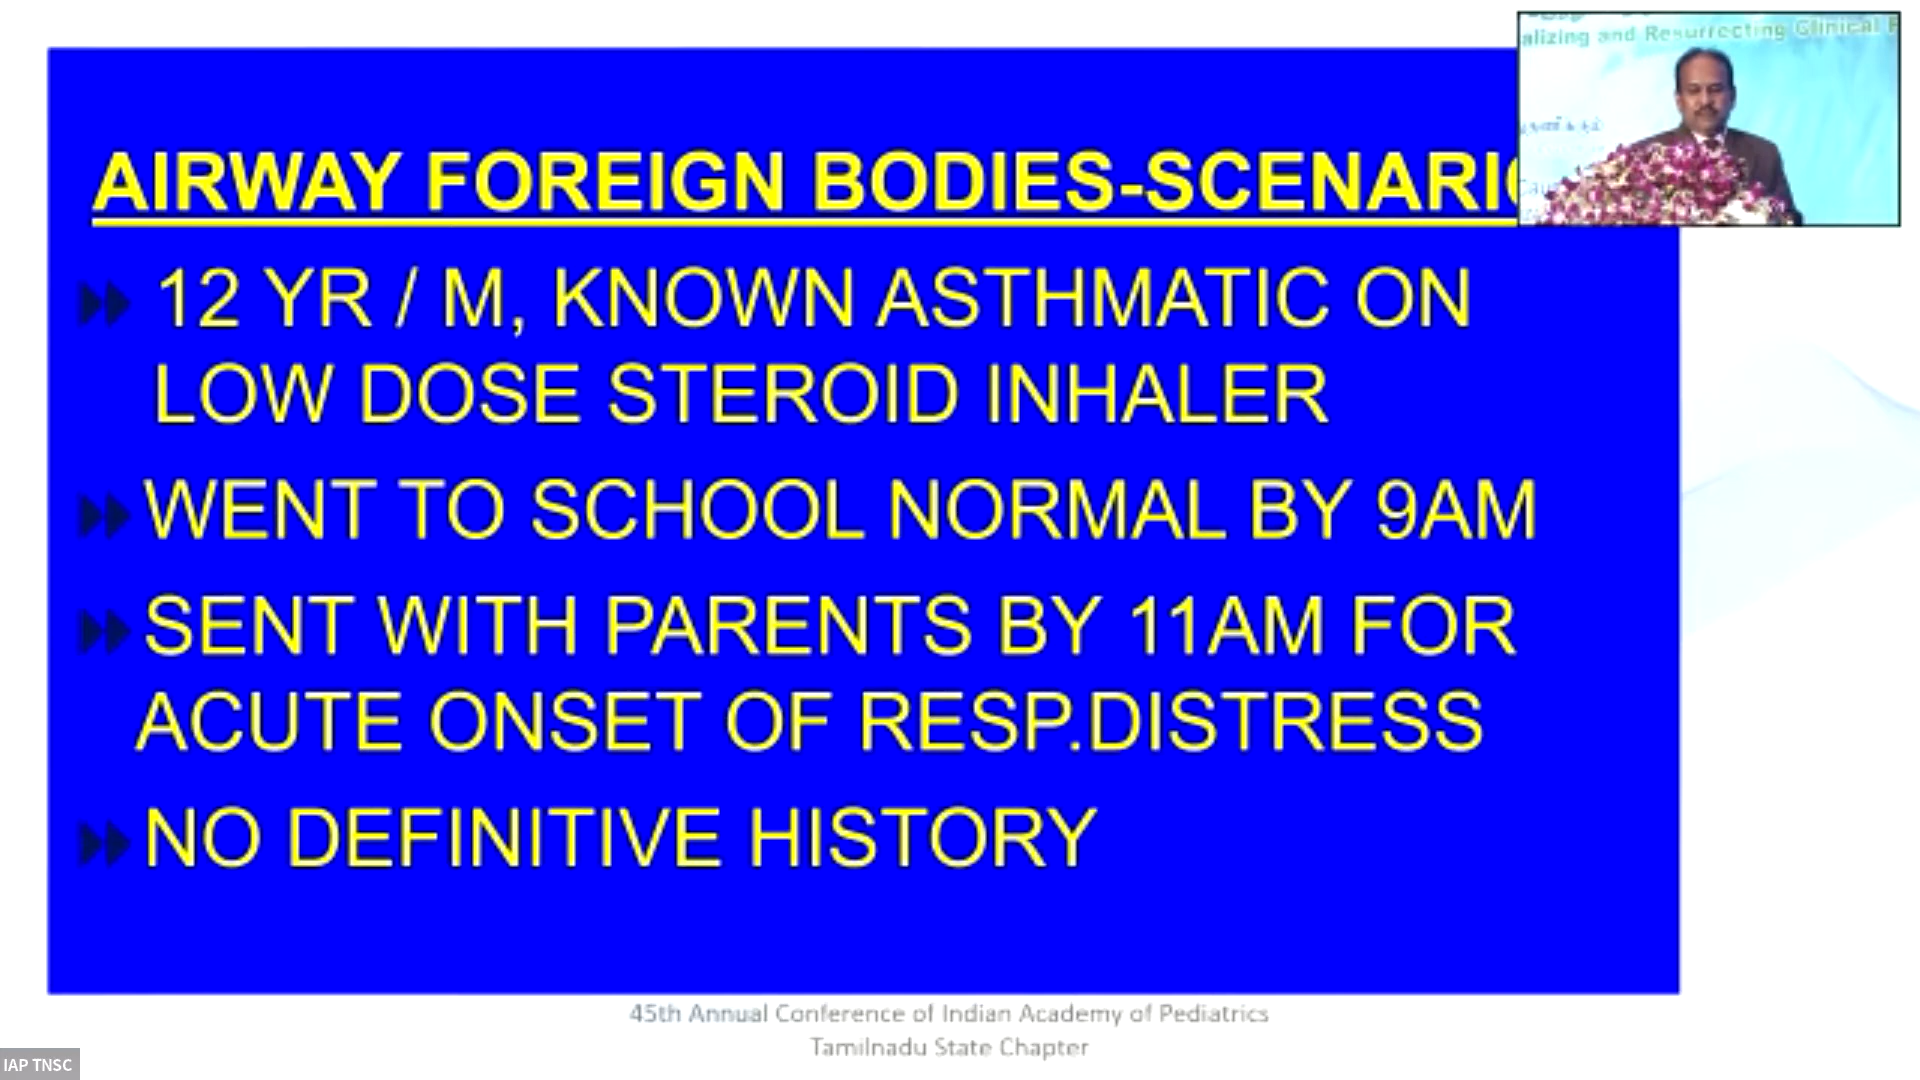 alizing and Resurrecting Clinical
AIRWAY FOREIGN BODIES-SCENARI
12 YR / M, KNOWN ASTHMATIC ON
LOW DOSE STEROID INHALER
WENT TO SCHOOL NORMAL BY 9AM
SENT WITH PARENTS BY 11AM FOR
ACUTE ONSET OF RESP.DISTRESS
NO DEFINITIVE HISTORY
45th Annual Conference of Indian Academy of Pediatrics
Tamilnadu State Chapter
IAP TNSC